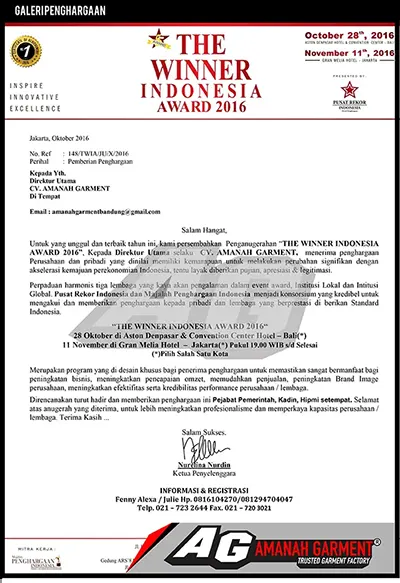 GALERIPENGHARGAAN
#1
INSPIRE
INNOVATIVE
EXCELLENCE
THE
WINNER
INDONESIA
AWARD 2016
October 28th, 2016
ASTON DENPASAR HOTEL & CONVENTION CENTER - BALI
November 11th, 2016
GRAN MELIA HOTEL - JAKARTA
PRESENTED BY:
PUSAT REKOR
INDONESIA
Jakarta, Oktober 2016
No. Ref : 148/TWIA/JU/X/2016
Perihal : Pemberian Penghargaan
Kepada Yth.
Direktur Utama
CV. AMANAH GARMENT
Di Tempat
Email : amanahgarmentbandung@gmail.com
Salam Hangat,
Untuk yang unggul dan terbaik tahun ini, kami persembahkan Penganugerahan "THE WINNER INDONESIA
AWARD 2016", Kepada Direktur Utama selaku CV. AMANAH GARMENT, menerima penghargaan
Perusahaan dan pribadi yang dinilai memiliki kemampuan untuk melakukan perubahan signifikan dengan
akselerasi kemajuan perekonomian Indonesia, tentu layak diberikan pujian, apresiasi & legitimasi.
Perpaduan harmonis tiga lembaga yang kaya akan pengalaman dalam event award, Institusi Lokal dan Intitusi
Global. Pusat Rekor Indonesia dan Majalah Penghargaan Indonesia menjadi konsorsium yang kredibel untuk
mengakui dan memberikan penghargaan kepada pribadi dan lembaga yang berprestasi di berikan Standard
Indonesia.
"THE WINNER INDONESIA AWARD 2016"
28 Oktober di Aston Denpasar & Convention Center Hotel – Bali(*)
11 November di Gran Melia Hotel – Jakarta(*) Pukul 19.00 WIB s/d Selesai
(*)Pilih Salah Satu Kota
Merupakan program yang di desain khusus bagi penerima penghargaan untuk memastikan sangat bermanfaat bagi
peningkatan bisnis, meningkatkan pencapaian omzet, memudahkan penjualan, peningkatan Brand Image
perusahaan, meningkatkan efektifitas serta kredibilitas performance perusahaan / lembaga.
Direncanakan turut hadir dan memberikan penghargaan ini Pejabat Pemerintah, Kadin, Hipmi setempat. Selamat
atas anugerah yang diterima, untuk lebih meningkatkan profesionalisme dan memperkaya kapasitas perusahaan /
lembaga. Terima Kasih ...
Salam Sukses.
Nurelina Nurdin
Ketua Penyelenggara
INFORMASI & REGISTRASI
Fenny Alexa / Julie Hp. 0816104270/081294704047
Telp. 021 – 723 2644 Fax. 021 – 720 3021
MITRA KERJA:
PENGHARGAAN
INDONESIA
AG
AMANAH GARMENT
TRUSTED GARMENT FACTORY